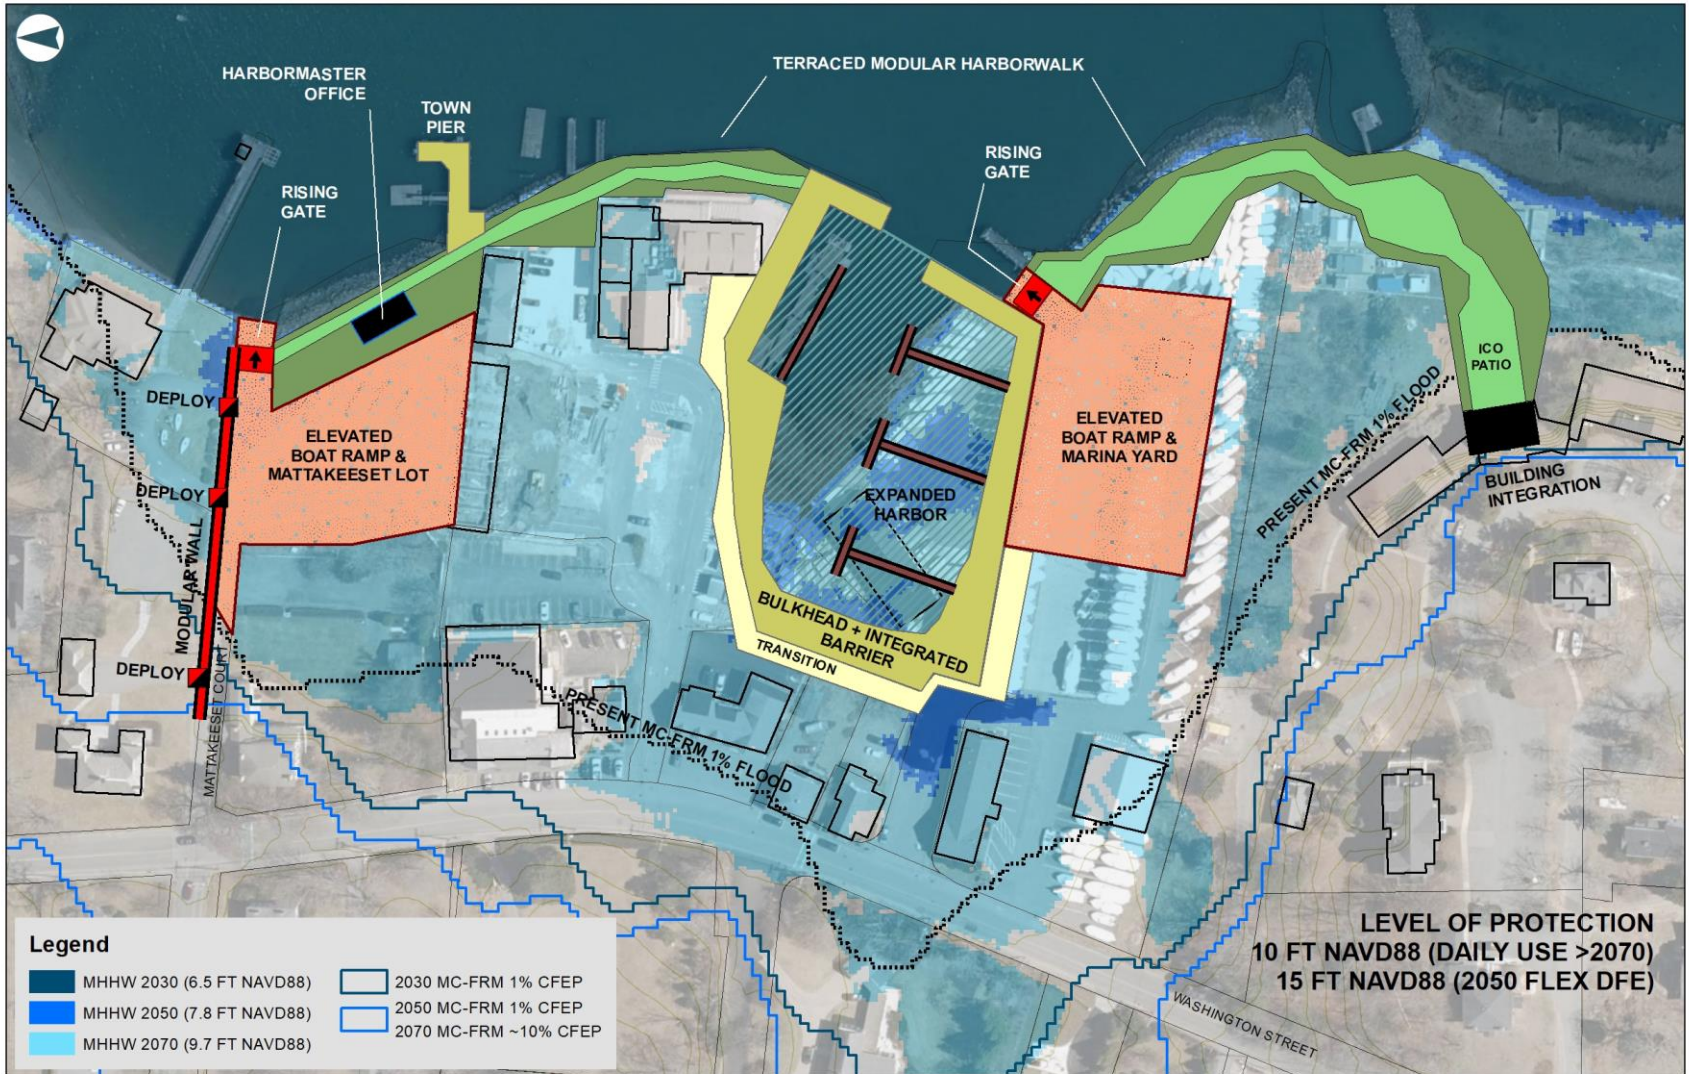 HARBORMASTER
OFFICE
TOWN
PIER
TERRACED MODULAR HARBORWALK
RISING
GATE
RISING
GATE
DEPLOY
ELEVATED
BOAT RAMP &
MATTAKEESET LOT
DEPLOY
MODULAR WALL
DEPLOY
MATTAKEESET COURT
EXPANDED
HARBOR
BULKHEAD + INTEGRATED
BARRIER
TRANSITION
ELEVATED
BOAT RAMP &
MARINA YARD
ICO
PATIO
BUILDING
INTEGRATION
PRESENT MC-FRM 1% FLOOD
PRESENT MC-FRM 1% FLOOD
WASHINGTON STREET
LEVEL OF PROTECTION
10 FT NAVD88 (DAILY USE >2070)
15 FT NAVD88 (2050 FLEX DFE)
Legend
MHHW 2030 (6.5 FT NAVD88)
MHHW 2050 (7.8 FT NAVD88)
MHHW 2070 (9.7 FT NAVD88)
2030 MC-FRM 1% CFEP
2050 MC-FRM 1% CFEP
2070 MC-FRM ~10% CFEP